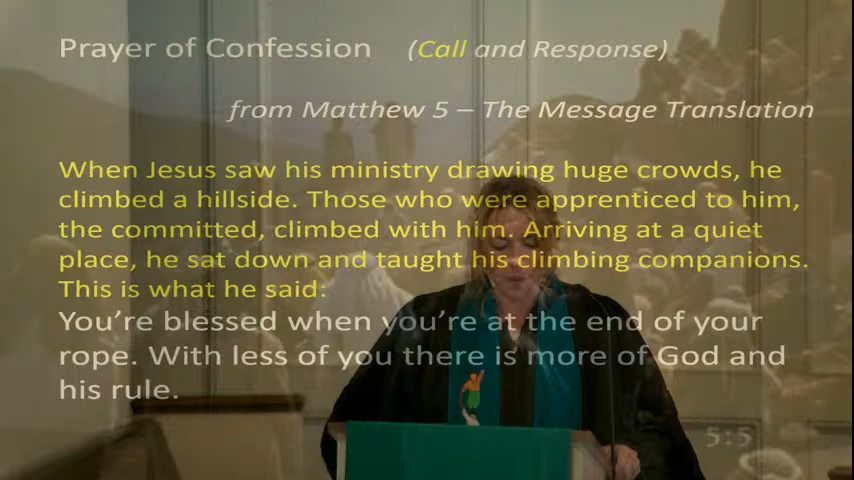 Prayer of Confession (Call and Response)
from Matthew 5 – The Message Translation
When Jesus saw his ministry drawing huge crowds, he
climbed a hillside. Those who were apprenticed to him,
the committed, climbed with him. Arriving at a quiet
place, he sat down and taught his climbing companions.
This is what he said:
You’re blessed when you’re at the end of your
rope. With less of you there is more of God and
his rule.
5:5